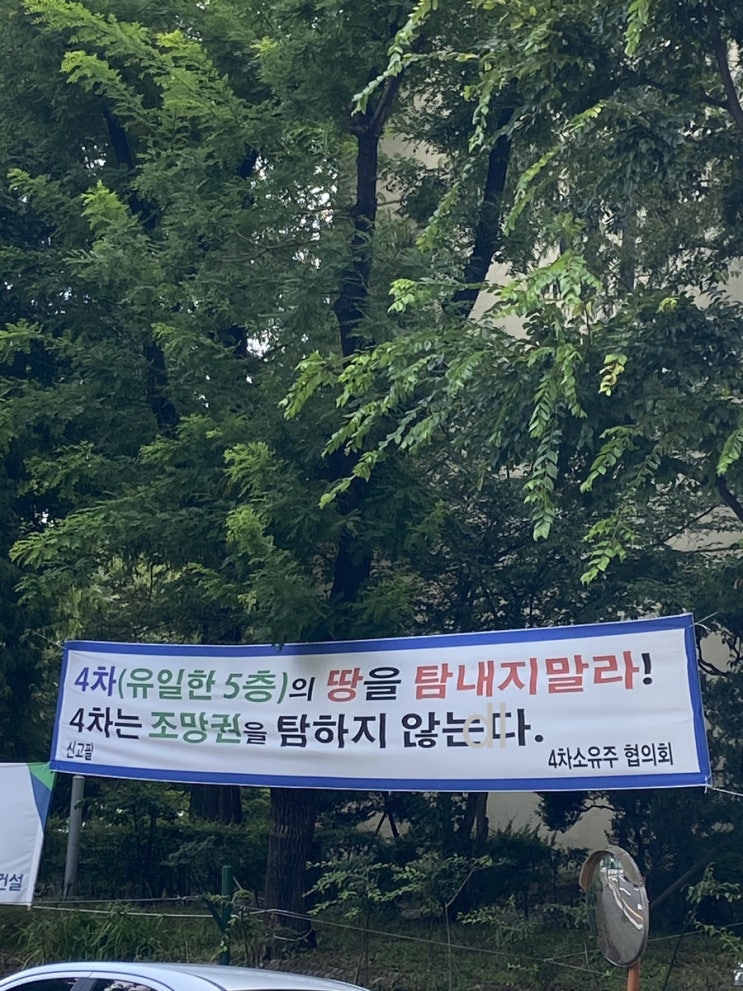 4차(유일한 5층)의 땅을 탐내지말라!
4차는 조망권을 탐하지 않는다.
신고필
4차소유주 협의회
건설